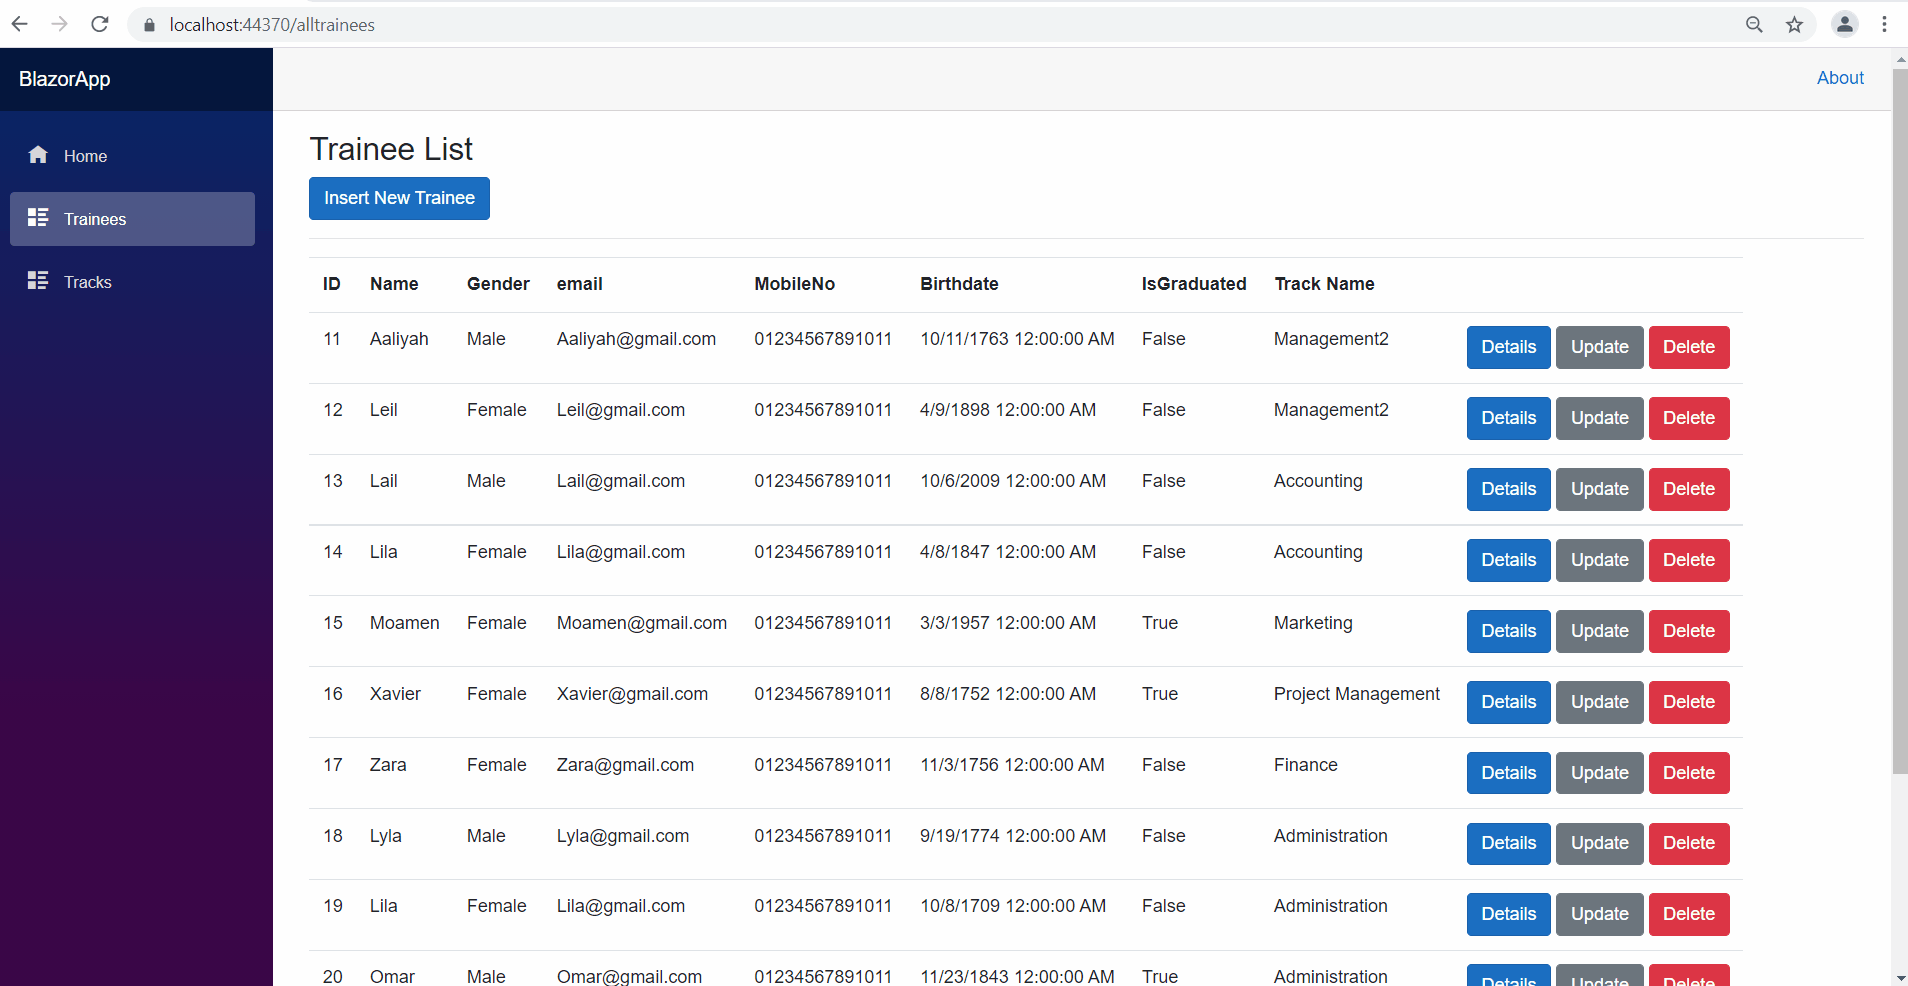 localhost:44370/alltrainees
BlazorApp
About
Home
Trainees
Tracks
Trainee List
Insert New Trainee
ID Name Gender email MobileNo Birthdate IsGraduated Track Name
11 Aaliyah Male Aaliyah@gmail.com 01234567891011 10/11/1763 12:00:00 AM False Management2 Details Update Delete
12 Leil Female Leil@gmail.com 01234567891011 4/9/1898 12:00:00 AM False Management2 Details Update Delete
13 Lail Male Lail@gmail.com 01234567891011 10/6/2009 12:00:00 AM False Accounting Details Update Delete
14 Lila Female Lila@gmail.com 01234567891011 4/8/1847 12:00:00 AM False Accounting Details Update Delete
15 Moamen Female Moamen@gmail.com 01234567891011 3/3/1957 12:00:00 AM True Marketing Details Update Delete
16 Xavier Female Xavier@gmail.com 01234567891011 8/8/1752 12:00:00 AM True Project Management Details Update Delete
17 Zara Female Zara@gmail.com 01234567891011 11/3/1756 12:00:00 AM False Finance Details Update Delete
18 Lyla Male Lyla@gmail.com 01234567891011 9/19/1774 12:00:00 AM False Administration Details Update Delete
19 Lila Female Lila@gmail.com 01234567891011 10/8/1709 12:00:00 AM False Administration Details Update Delete
20 Omar Male Omar@gmail.com 01234567891011 11/23/1843 12:00:00 AM True Administration Details Update Delete